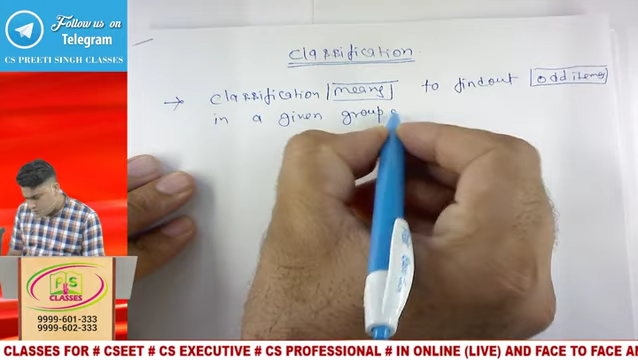 Follow us on
Telegram
CS PREETI SINGH CLASSES
Classification
→ Classification means to findout odd items
in a given group
PS
CLASSES
9999-601-333
9999-602-333
CLASSES FOR # CSEET # CS EXECUTIVE # CS PROFESSIONAL # IN ONLINE (LIVE) AND FACE TO FACE